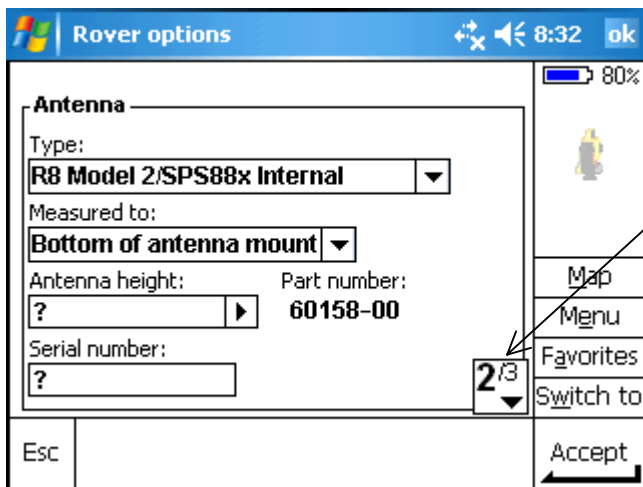 Rover options 8:32 ok
80%
Antenna
Type:
R8 Model 2/SPS88x Internal
Measured to:
Bottom of antenna mount
Antenna height: Part number:
? 60158-00
Serial number:
?
2/3
Map
Menu
Favorites
Switch to
Esc
Accept